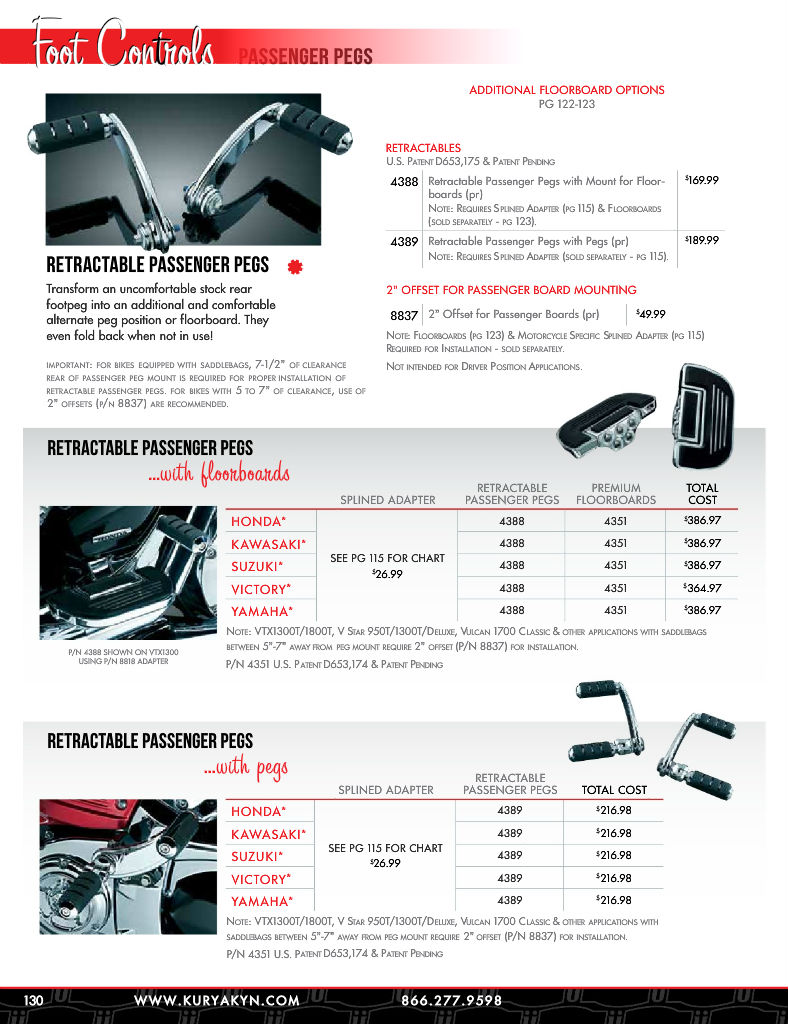 Foot Controls PASSENGER PEGS
ADDITIONAL FLOORBOARD OPTIONS
PG 122-123
RETRACTABLE PASSENGER PEGS
Transform an uncomfortable stock rear
footpeg into an additional and comfortable
alternate peg position or floorboard. They
even fold back when not in use!
IMPORTANT: FOR BIKES EQUIPPED WITH SADDLEBAGS, 7-1/2" OF CLEARANCE
REAR OF PASSENGER PEG MOUNT IS REQUIRED FOR PROPER INSTALLATION OF
RETRACTABLE PASSENGER PEGS. FOR BIKES WITH 5 TO 7" OF CLEARANCE, USE OF
2" OFFSETS (P/N 8837) ARE RECOMMENDED.
RETRACTABLES
U.S. PATENT D653,175 & PATENT PENDING
4388 Retractable Passenger Pegs with Mount for Floor- $169.99
boards (pr)
NOTE: REQUIRES SPLINED ADAPTER (PG 115) & FLOORBOARDS
(SOLD SEPARATELY - PG 123).
4389 Retractable Passenger Pegs with Pegs (pr) $189.99
NOTE: REQUIRES SPLINED ADAPTER (SOLD SEPARATELY - PG 115).
2" OFFSET FOR PASSENGER BOARD MOUNTING
8837 2" Offset for Passenger Boards (pr) $49.99
NOTE: FLOORBOARDS (PG 123) & MOTORCYCLE SPECIFIC SPLINED ADAPTER (PG 115)
REQUIRED FOR INSTALLATION - SOLD SEPARATELY.
NOT INTENDED FOR DRIVER POSITION APPLICATIONS.
RETRACTABLE PASSENGER PEGS
...with floorboards
SPLINED ADAPTER RETRACTABLE PASSENGER PEGS PREMIUM FLOORBOARDS TOTAL COST
HONDA* 4388 4351 $386.97
KAWASAKI* 4388 4351 $386.97
SEE PG 115 FOR CHART
$26.99
SUZUKI* 4388 4351 $386.97
VICTORY* 4388 4351 $364.97
YAMAHA* 4388 4351 $386.97
P/N 4388 SHOWN ON VTX1300
USING P/N 8818 ADAPTER
NOTE: VTX1300T/1800T, V STAR 950T/1300T/DELUXE, VULCAN 1700 CLASSIC & OTHER APPLICATIONS WITH SADDLEBAGS
BETWEEN 5"-7" AWAY FROM PEG MOUNT REQUIRE 2" OFFSET (P/N 8837) FOR INSTALLATION.
P/N 4351 U.S. PATENT D653,174 & PATENT PENDING
RETRACTABLE PASSENGER PEGS
...with pegs
SPLINED ADAPTER RETRACTABLE PASSENGER PEGS TOTAL COST
HONDA* 4389 $216.98
KAWASAKI* 4389 $216.98
SEE PG 115 FOR CHART
$26.99
SUZUKI* 4389 $216.98
VICTORY* 4389 $216.98
YAMAHA* 4389 $216.98
NOTE: VTX1300T/1800T, V STAR 950T/1300T/DELUXE, VULCAN 1700 CLASSIC & OTHER APPLICATIONS WITH
SADDLEBAGS BETWEEN 5"-7" AWAY FROM PEG MOUNT REQUIRE 2" OFFSET (P/N 8837) FOR INSTALLATION.
P/N 4351 U.S. PATENT D653,174 & PATENT PENDING
130 WWW.KURYAKYN.COM 866.277.9598